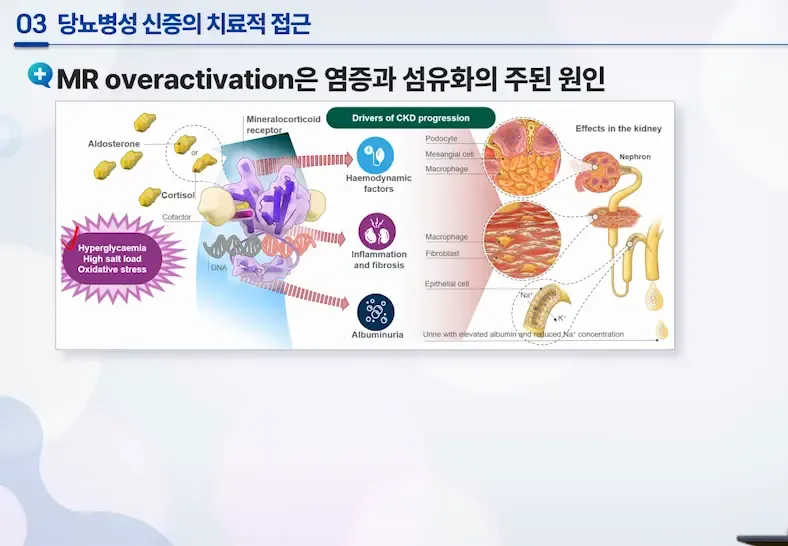 03 당뇨병성 신증의 치료적 접근
MR overactivation은 염증과 섬유화의 주된 원인
Drivers of CKD progression
Mineralocorticoid
receptor
Aldosterone
or
Cortisol
Cofactor
DNA
Hyperglycaemia
High salt load
Oxidative stress
Haemodynamic
factors
Inflammation
and fibrosis
Albuminuria
Effects in the kidney
Podocyte
Mesangial cell
Macrophage
Nephron
Macrophage
Fibroblast
Epithelial cell
Na⁺
K⁺
Urine with elevated albumin and reduced Na⁺ concentration